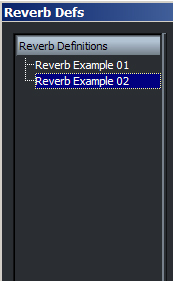 Reverb Defs
Reverb Definitions
Reverb Example 01
Reverb Example 02